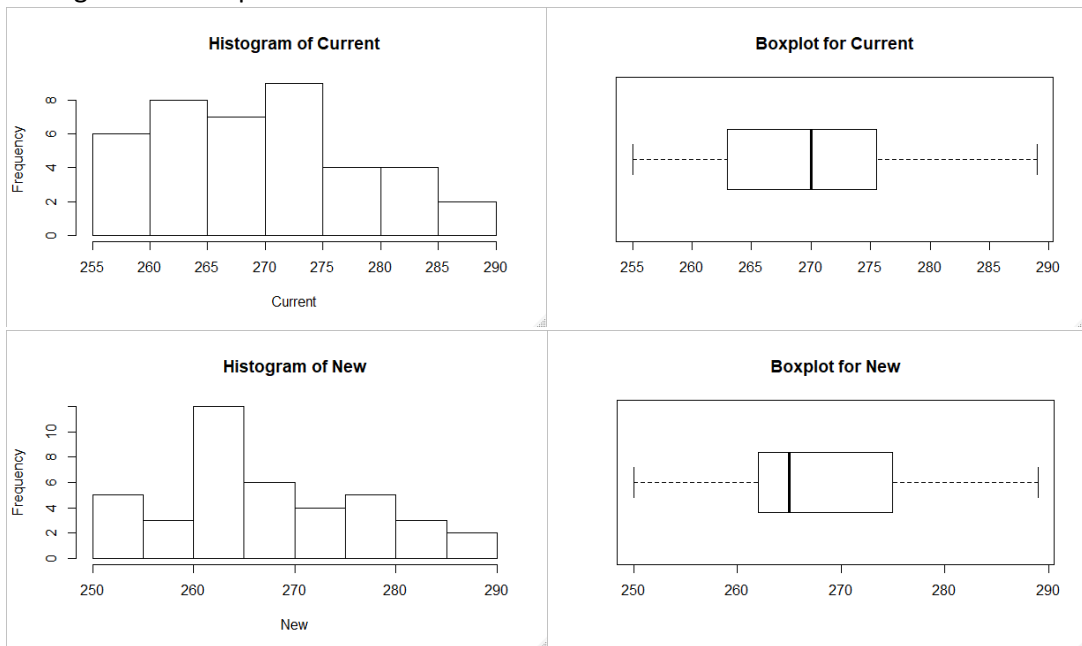 Histogram of Current
Frequency
0 2 4 6 8
255 260 265 270 275 280 285 290
Current
Boxplot for Current
255 260 265 270 275 280 285 290
Histogram of New
Frequency
0 2 4 6 8 10
250 260 270 280 290
New
Boxplot for New
250 260 270 280 290